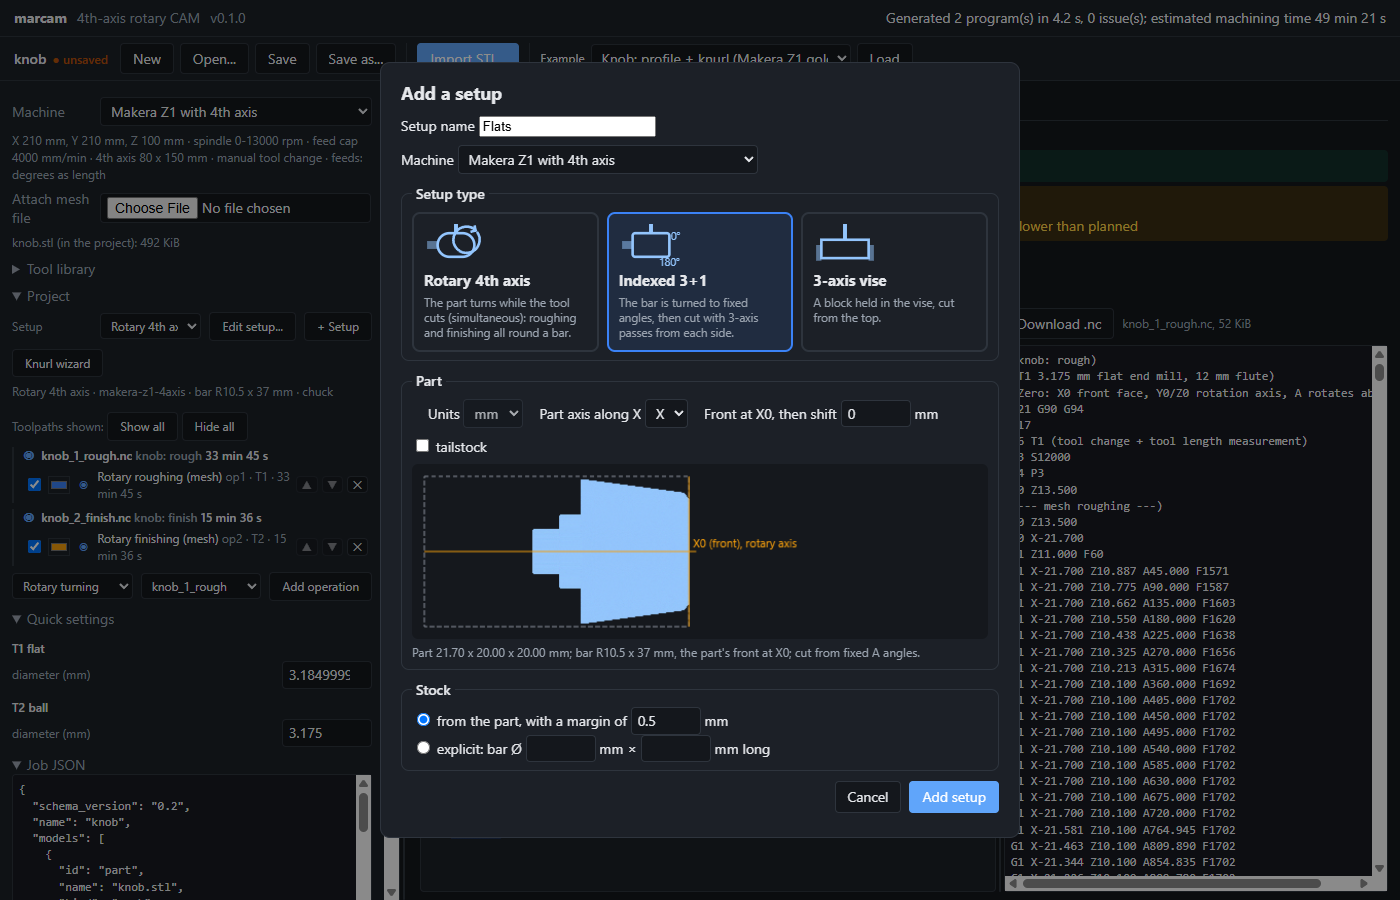 marcam 4th-axis rotary CAM v0.1.0
Generated 2 program(s) in 4.2 s, 0 issue(s); estimated machining time 49 min 21 s
knob • unsaved New Open... Save Save as... Import STL Example Knob: profile + knurl (Makera Z1 gol Load
Machine Makera Z1 with 4th axis
X 210 mm, Y 210 mm, Z 100 mm · spindle 0-13000 rpm · feed cap
4000 mm/min · 4th axis 80 x 150 mm · manual tool change · feeds:
degrees as length
Attach mesh file Choose File No file chosen
knob.stl (in the project): 492 KiB
Tool library
Project
Setup Rotary 4th ax Edit setup... + Setup
Knurl wizard
Rotary 4th axis · makera-z1-4axis · bar R10.5 x 37 mm · chuck
Toolpaths shown: Show all Hide all
knob_1_rough.nc knob: rough 33 min 45 s
Rotary roughing (mesh) op1 · T1 · 33
min 45 s
knob_2_finish.nc knob: finish 15 min 36 s
Rotary finishing (mesh) op2 · T2 · 15
min 36 s
Rotary turning knob_1_rough Add operation
Quick settings
T1 flat
diameter (mm) 3.1849999
T2 ball
diameter (mm) 3.175
Job JSON
{
"schema_version": "0.2",
"name": "knob",
"models": [
{
"id": "part",
"name": "knob.stl",
Add a setup
Setup name Flats
Machine Makera Z1 with 4th axis
Setup type
Rotary 4th axis
The part turns while the tool
cuts (simultaneous): roughing
and finishing all round a bar.
0°
180°
Indexed 3+1
The bar is turned to fixed
angles, then cut with 3-axis
passes from each side.
3-axis vise
A block held in the vise, cut
from the top.
Part
Units mm Part axis along X X Front at X0, then shift 0 mm
tailstock
X0 (front), rotary axis
Part 21.70 x 20.00 x 20.00 mm; bar R10.5 x 37 mm, the part's front at X0; cut from fixed A angles.
Stock
from the part, with a margin of 0.5 mm
explicit: bar Ø mm × mm long
Cancel Add setup
lower than planned
Download .nc knob_1_rough.nc, 52 KiB
knob: rough)
T1 3.175 mm flat end mill, 12 mm flute)
Zero: X0 front face, Y0/Z0 rotation axis, A rotates ab
21 G90 G94
17
T1 (tool change + tool length measurement)
S12000
P3
Z13.500
--- mesh roughing ---)
Z13.500
X-21.700
Z11.000 F60
X-21.700 Z10.887 A45.000 F1571
X-21.700 Z10.775 A90.000 F1587
X-21.700 Z10.662 A135.000 F1603
X-21.700 Z10.550 A180.000 F1620
X-21.700 Z10.438 A225.000 F1638
X-21.700 Z10.325 A270.000 F1656
X-21.700 Z10.213 A315.000 F1674
X-21.700 Z10.100 A360.000 F1692
X-21.700 Z10.100 A405.000 F1702
X-21.700 Z10.100 A450.000 F1702
X-21.700 Z10.100 A495.000 F1702
X-21.700 Z10.100 A540.000 F1702
X-21.700 Z10.100 A585.000 F1702
X-21.700 Z10.100 A630.000 F1702
X-21.700 Z10.100 A675.000 F1702
X-21.700 Z10.100 A720.000 F1702
X-21.581 Z10.100 A764.945 F1702
G1 X-21.463 Z10.100 A809.890 F1702
G1 X-21.344 Z10.100 A854.835 F1702